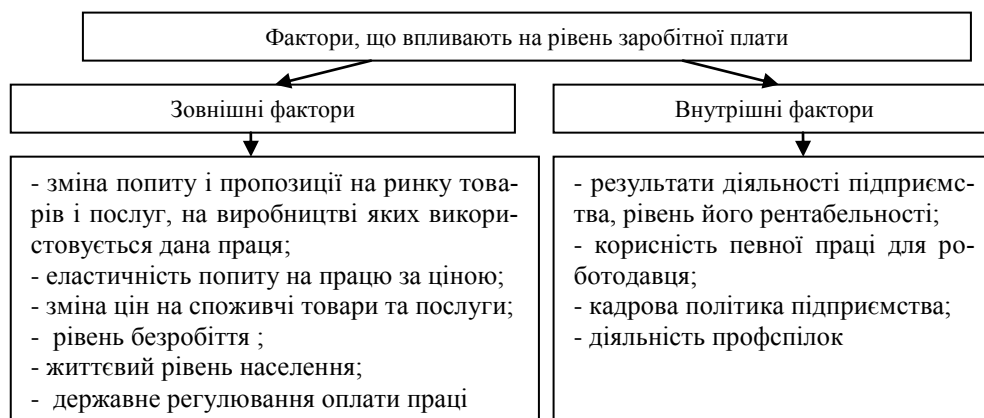 Фактори, що впливають на рівень заробітної плати
Зовнішні фактори
- зміна попиту і пропозиції на ринку това-
рів і послуг, на виробництві яких викори-
стовується дана праця;
- еластичність попиту на працю за ціною;
- зміна цін на споживчі товари та послуги;
- рівень безробіття ;
- життєвий рівень населення;
- державне регулювання оплати праці
Внутрішні фактори
- результати діяльності підприємс-
тва, рівень його рентабельності;
- корисність певної праці для ро-
ботодавця;
- кадрова політика підприємства;
- діяльність профспілок